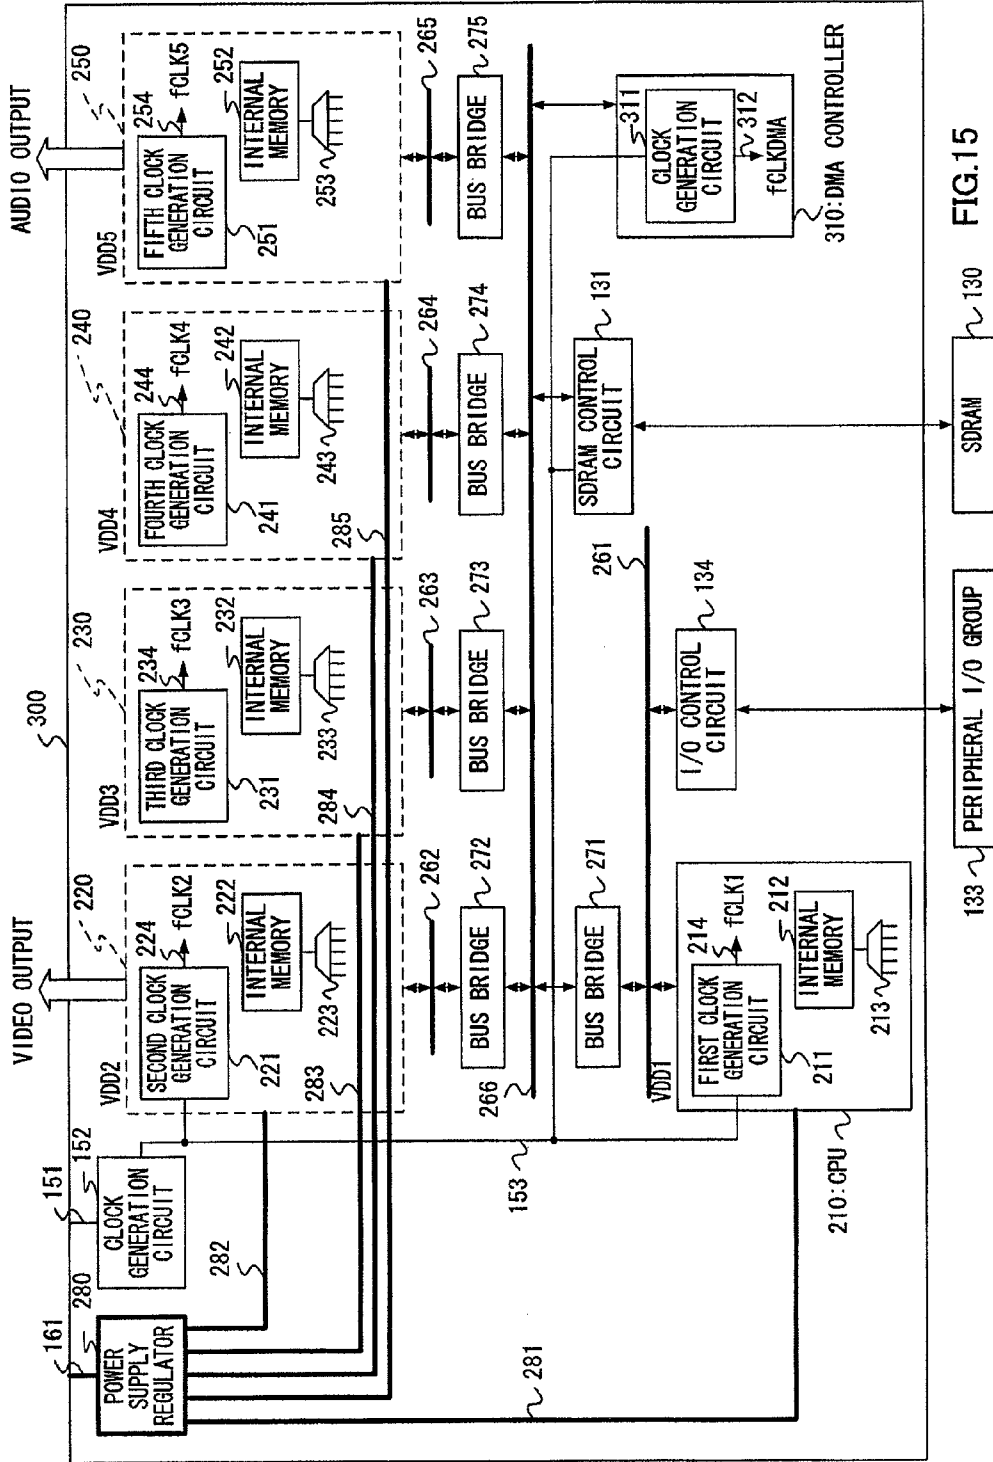 VIDEO OUTPUT
AUDIO OUTPUT
300
161
280
POWER
SUPPLY
REGULATOR
151
152
CLOCK
GENERATION
CIRCUIT
VDD2
220
SECOND CLOCK
GENERATION
CIRCUIT
224
fCLK2
221
222
INTERNAL
MEMORY
223
VDD3
230
THIRD CLOCK
GENERATION
CIRCUIT
234
fCLK3
231
232
INTERNAL
MEMORY
233
VDD4
240
FOURTH CLOCK
GENERATION
CIRCUIT
244
fCLK4
241
242
INTERNAL
MEMORY
243
VDD5
250
FIFTH CLOCK
GENERATION
CIRCUIT
254
fCLK5
251
252
INTERNAL
MEMORY
253
282
283
284
285
262
263
264
265
BUS BRIDGE
272
BUS BRIDGE
273
BUS BRIDGE
274
BUS BRIDGE
275
266
153
BUS BRIDGE
271
261
SDRAM CONTROL
CIRCUIT
131
CLOCK
GENERATION
CIRCUIT
311
312
fCLKDMA
310:DMA CONTROLLER
281
VDD1
FIRST CLOCK
GENERATION
CIRCUIT
214
fCLK1
211
212
INTERNAL
MEMORY
213
210:CPU
I/O CONTROL
CIRCUIT
134
133
PERIPHERAL I/O GROUP
SDRAM
130
FIG.15